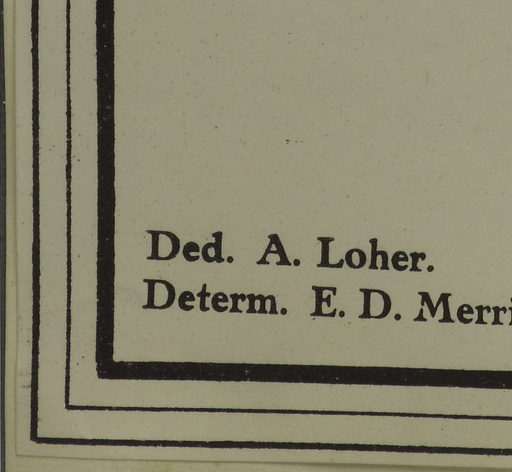 Ded. A. Loher.
Determ. E. D. Merri